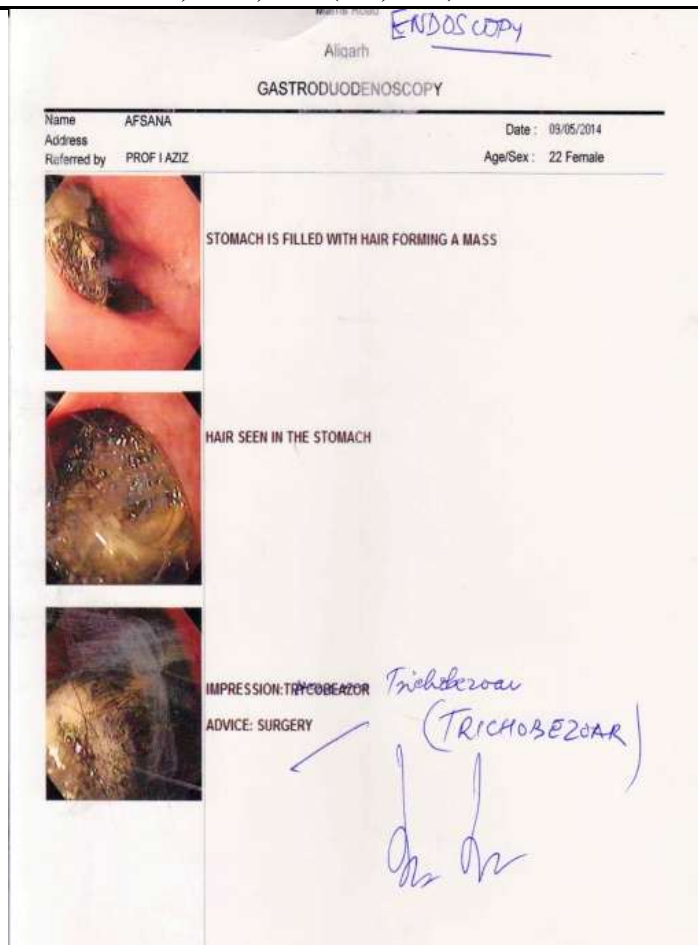 ENDOSCOPY
Aligarh
GASTRODUODENOSCOPY
Name AFSANA
Date : 09/05/2014
Address
Referred by PROF I AZIZ
Age/Sex : 22 Female
STOMACH IS FILLED WITH HAIR FORMING A MASS
HAIR SEEN IN THE STOMACH
IMPRESSION:TRYCOBEAZOR Trichobezoar
ADVICE: SURGERY (TRICHOBEZOAR)